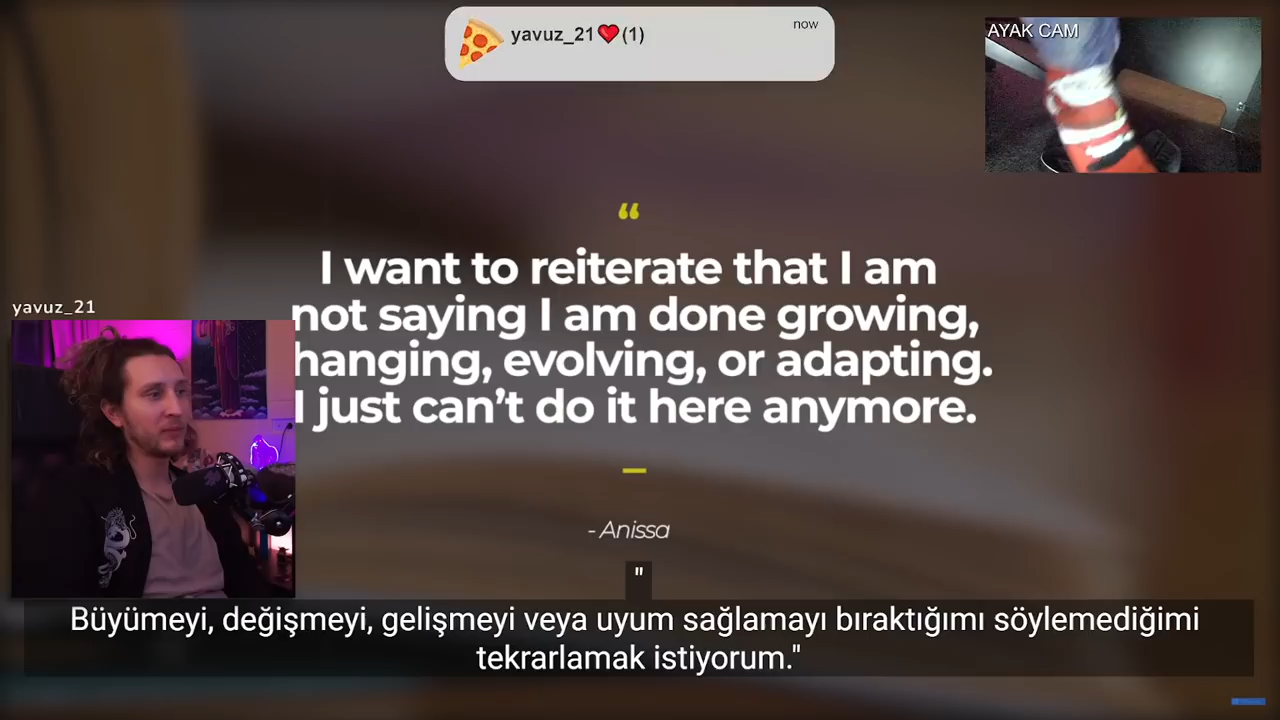 yavuz_21❤️(1)
now
AYAK CAM
“
I want to reiterate that I am
not saying I am done growing,
hanging, evolving, or adapting.
I just can’t do it here anymore.
- Anissa
yavuz_21
"
Büyümeyi, değişmeyi, gelişmeyi veya uyum sağlamayı bıraktığımı söylemediğimi
tekrarlamak istiyorum."